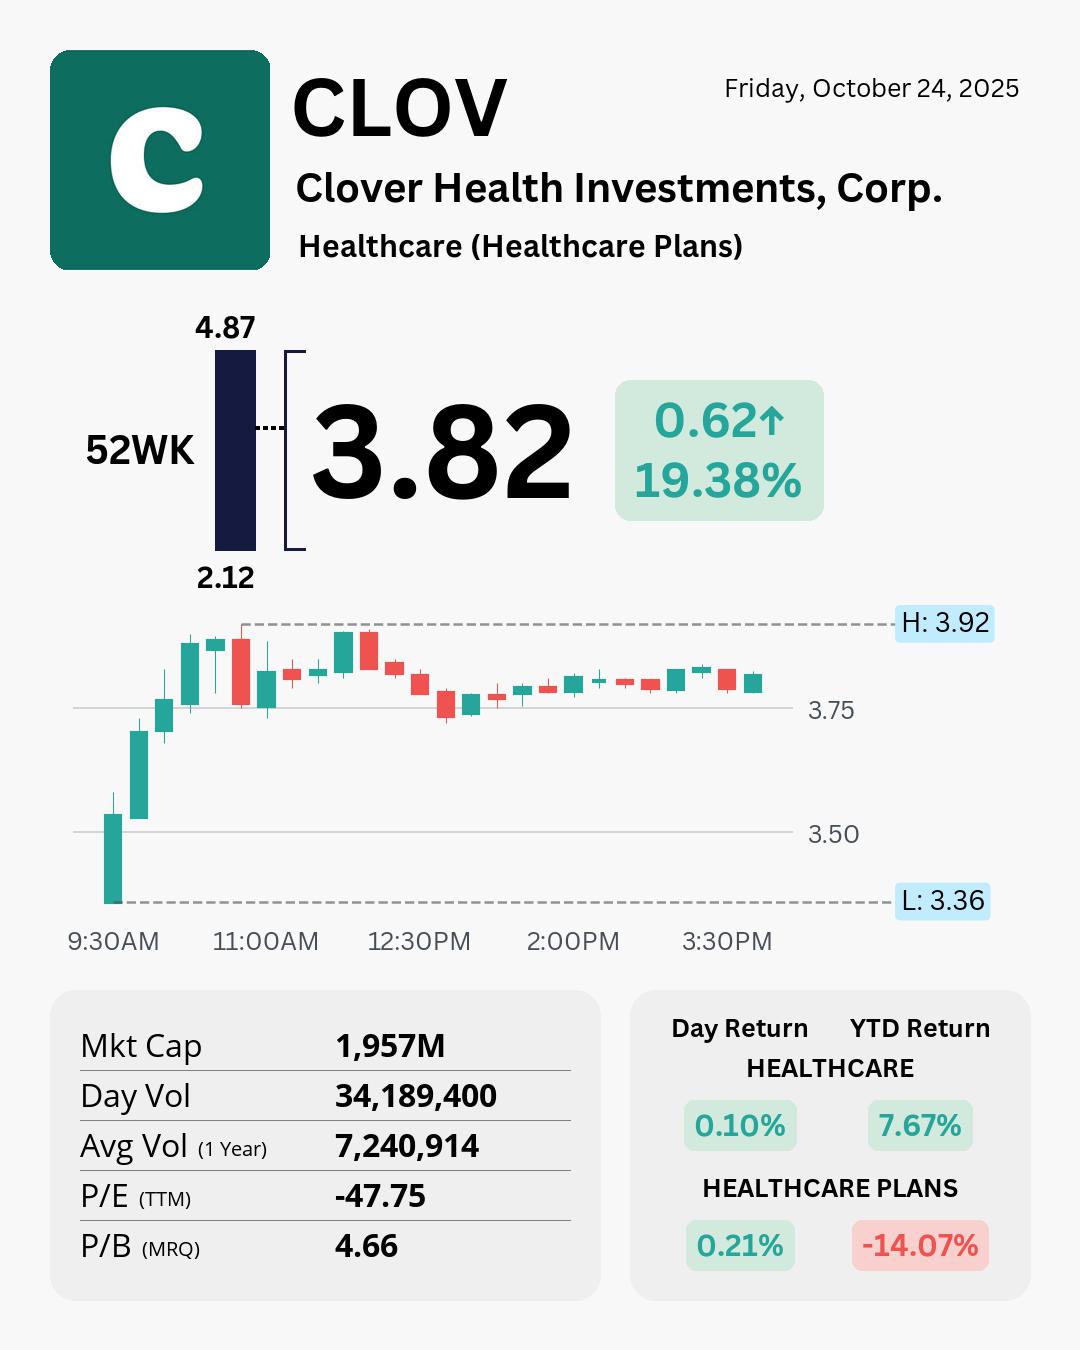 C
CLOV
Friday, October 24, 2025
Clover Health Investments, Corp.
Healthcare (Healthcare Plans)
4.87
52WK
3.82
0.62↑
19.38%
2.12
H: 3.92
3.75
3.50
L: 3.36
9:30AM 11:00AM 12:30PM 2:00PM 3:30PM
Mkt Cap 1,957M
Day Vol 34,189,400
Avg Vol (1 Year) 7,240,914
P/E (TTM) -47.75
P/B (MRQ) 4.66
Day Return YTD Return
HEALTHCARE
0.10% 7.67%
HEALTHCARE PLANS
0.21% -14.07%